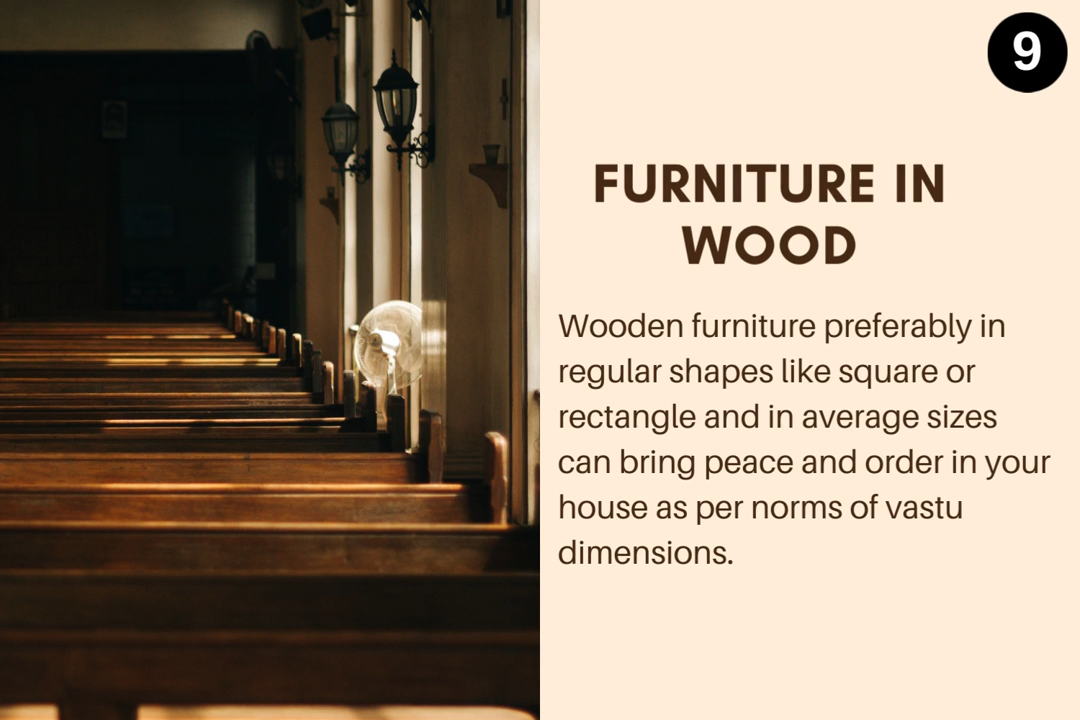 9
FURNITURE IN
WOOD
Wooden furniture preferably in
regular shapes like square or
rectangle and in average sizes
can bring peace and order in your
house as per norms of vastu
dimensions.